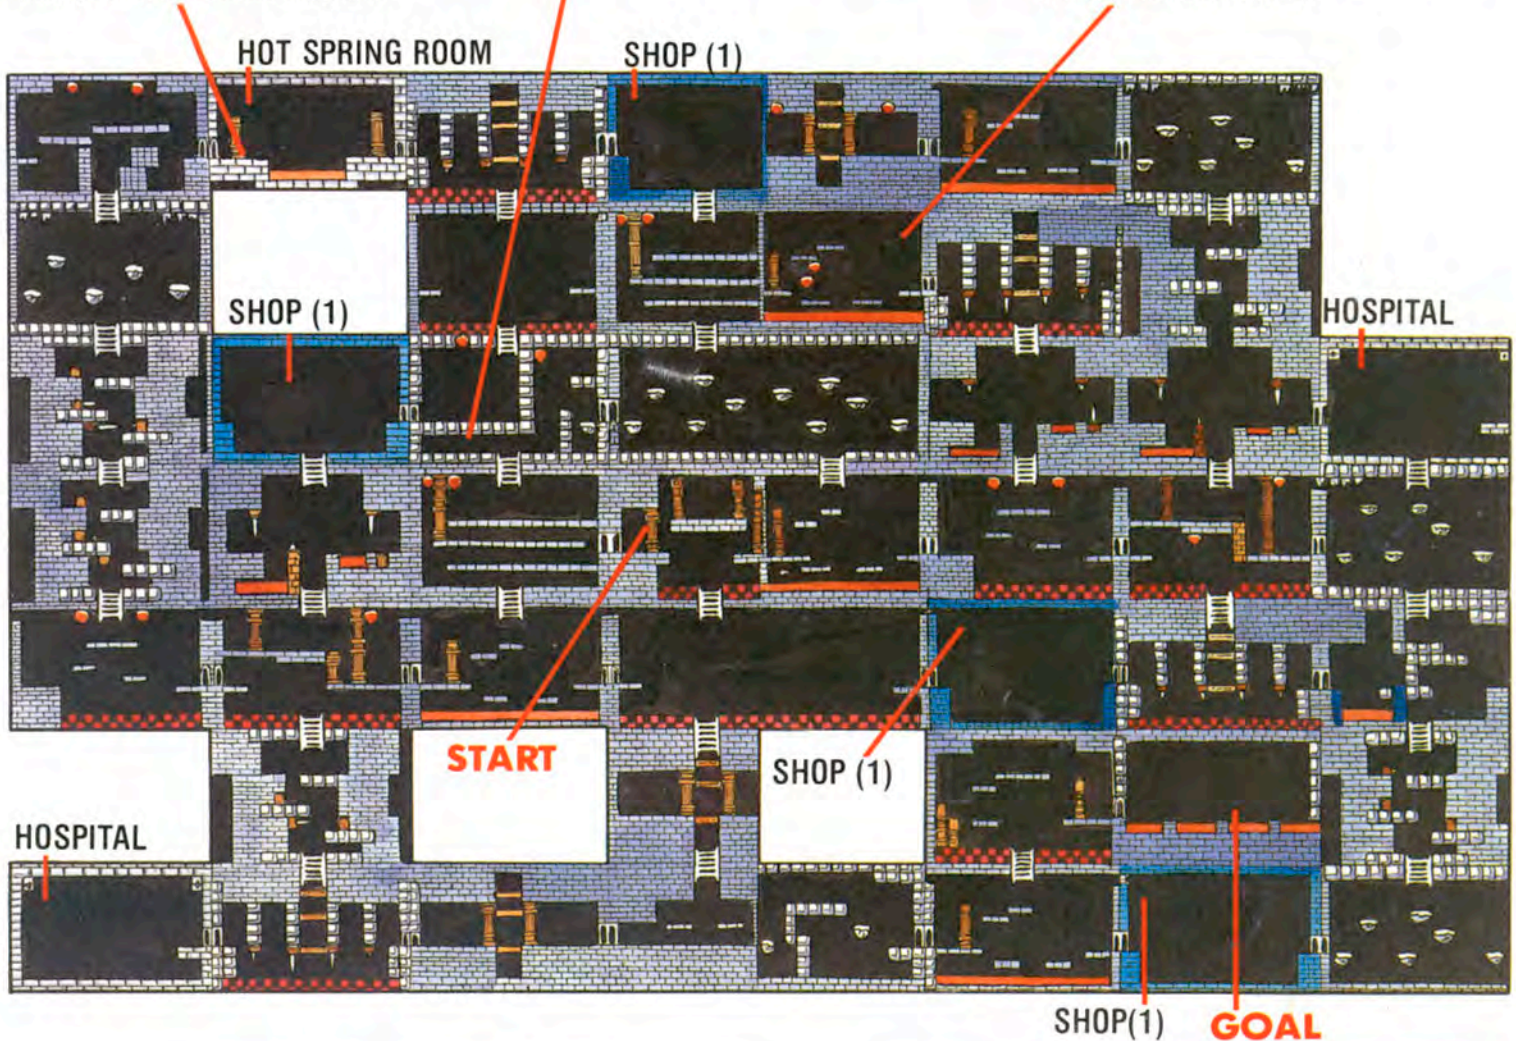 HOT SPRING ROOM
SHOP (1)
SHOP (1)
HOSPITAL
START
SHOP (1)
HOSPITAL
SHOP(1)
GOAL